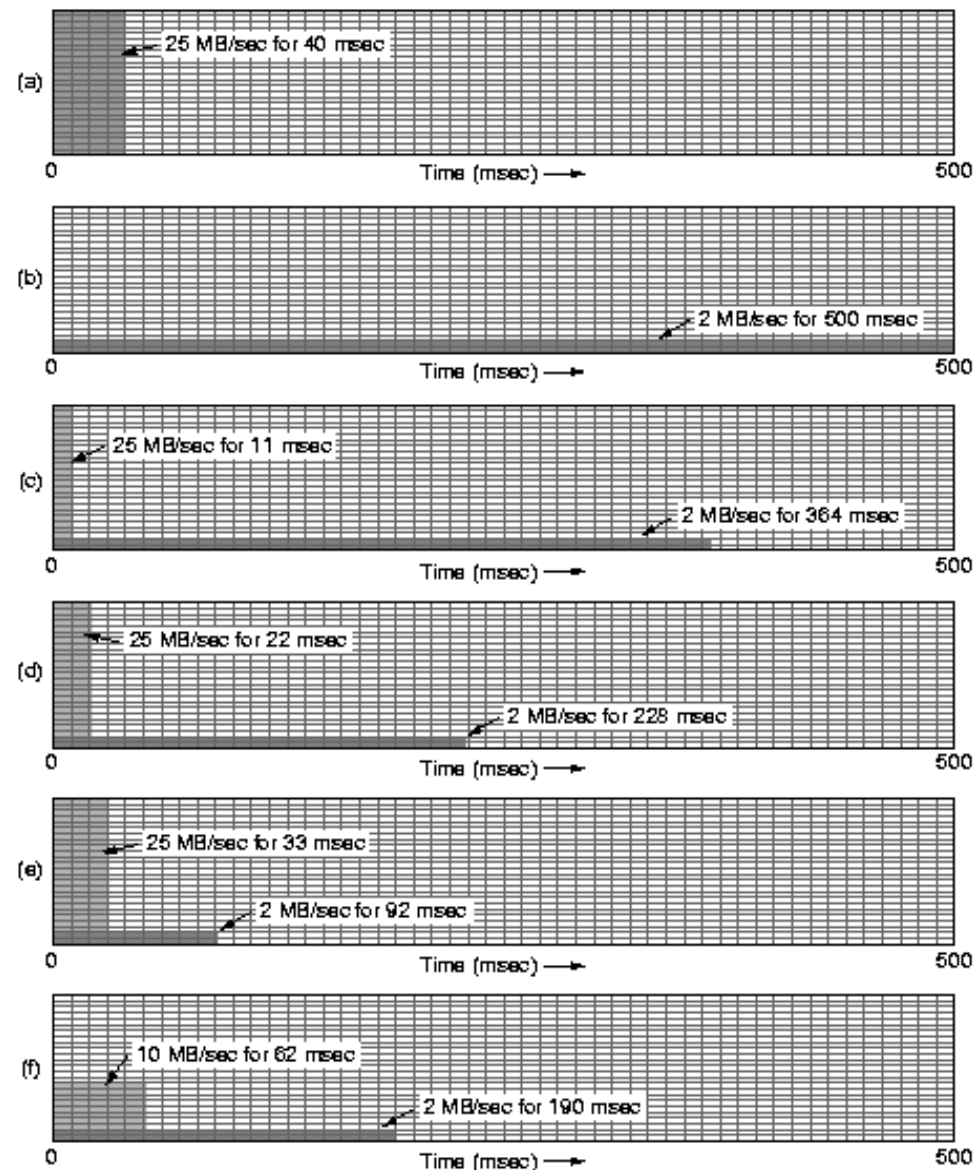 25 MB/sec for 40 msec
(a)
0 Time (msec) 500
(b)
2 MB/sec for 500 msec
0 Time (msec) 500
25 MB/sec for 11 msec
(c)
2 MB/sec for 364 msec
0 Time (msec) 500
25 MB/sec for 22 msec
(d)
2 MB/sec for 228 msec
0 Time (msec) 500
25 MB/sec for 33 msec
(e)
2 MB/sec for 92 msec
0 Time (msec) 500
10 MB/sec for 62 msec
(f)
2 MB/sec for 190 msec
0 Time (msec) 500